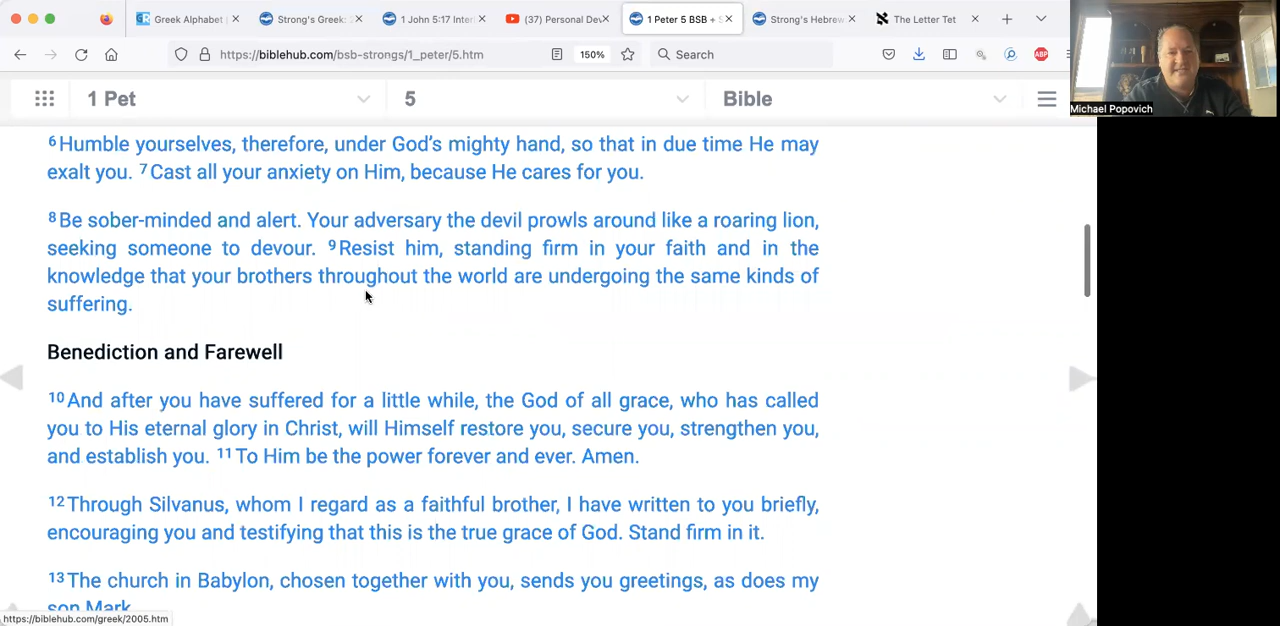 Greek Alphabet |
Strong's Greek:
1 John 5:17 Inter
(37) Personal Dev
1 Peter 5 BSB + S
Strong's Hebrew
The Letter Tet
https://biblehub.com/bsb-strongs/1_peter/5.htm
150%
Search
ABP
Michael Popovich
1 Pet
5
Bible
6 Humble yourselves, therefore, under God's mighty hand, so that in due time He may
exalt you. 7 Cast all your anxiety on Him, because He cares for you.
8 Be sober-minded and alert. Your adversary the devil prowls around like a roaring lion,
seeking someone to devour. 9 Resist him, standing firm in your faith and in the
knowledge that your brothers throughout the world are undergoing the same kinds of
suffering.
Benediction and Farewell
10 And after you have suffered for a little while, the God of all grace, who has called
you to His eternal glory in Christ, will Himself restore you, secure you, strengthen you,
and establish you. 11 To Him be the power forever and ever. Amen.
12 Through Silvanus, whom I regard as a faithful brother, I have written to you briefly,
encouraging you and testifying that this is the true grace of God. Stand firm in it.
13 The church in Babylon, chosen together with you, sends you greetings, as does my
son Mark.
https://biblehub.com/greek/2005.htm